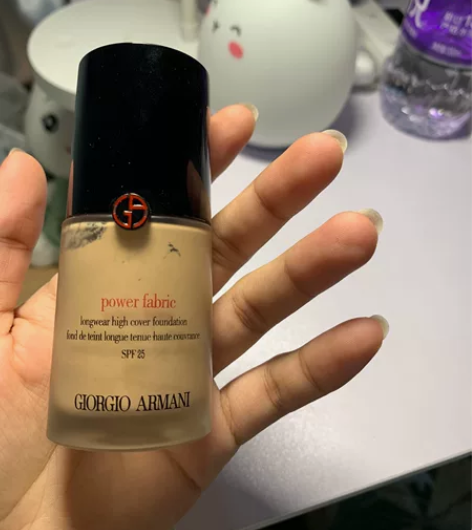 power fabric
longwear high cover foundation
fond de teint longue tenue haute couvrance
SPF 25
GIORGIO ARMANI